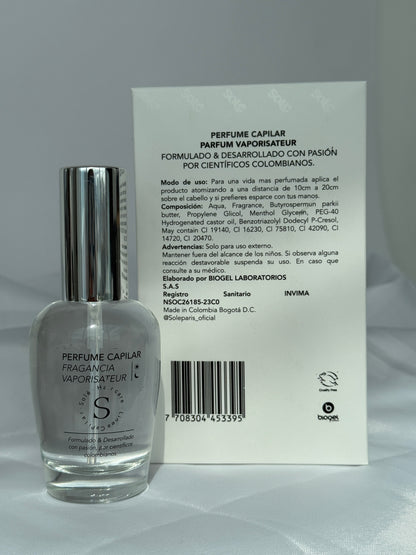 PERFUME CAPILAR
PARFUM VAPORISATEUR
FORMULADO & DESARROLLADO CON PASIÓN
POR CIENTÍFICOS COLOMBIANOS.
Modo de uso: Para una vida mas perfumada aplica el
producto atomizando a una distancia de 10cm a 20cm
sobre el cabello y si prefieres esparce con tus manos.
Composición: Aqua, Fragrance, Butyrospermun parkii
butter, Propylene Glicol, Menthol Glycerin, PEG-40
Hydrogenated Castor oil, Benzotriazolyl Dodecyl P-Cresol,
May contain CI 19140, CI 16230, CI 75810, CI 42090, CI
14720, CI 20470.
Advertencias: Solo para uso externo.
Mantener fuera del alcance de los niños. Si observa alguna
reacción destavorable suspenda su uso. En caso que
consulte a su médico.
Elaborado por BIOGEL LABORATORIOS
S.A.S
Registro Sanitario INVIMA
NSOC26185-23CO
Made in Colombia Bogotá D.C.
@Soleparis_oficial
7 708304 453395
Cruelty Free
biogel
PERFUME CAPILAR
FRAGANCIA
VAPORISATEUR
S
Formulado & Desarrollado
con pasión, por científicos
colombianos